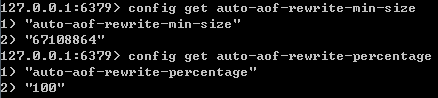 127.0.0.1:6379> config get auto-aof-rewrite-min-size
1) "auto-aof-rewrite-min-size"
2) "67108864"
127.0.0.1:6379> config get auto-aof-rewrite-percentage
1) "auto-aof-rewrite-percentage"
2) "100"